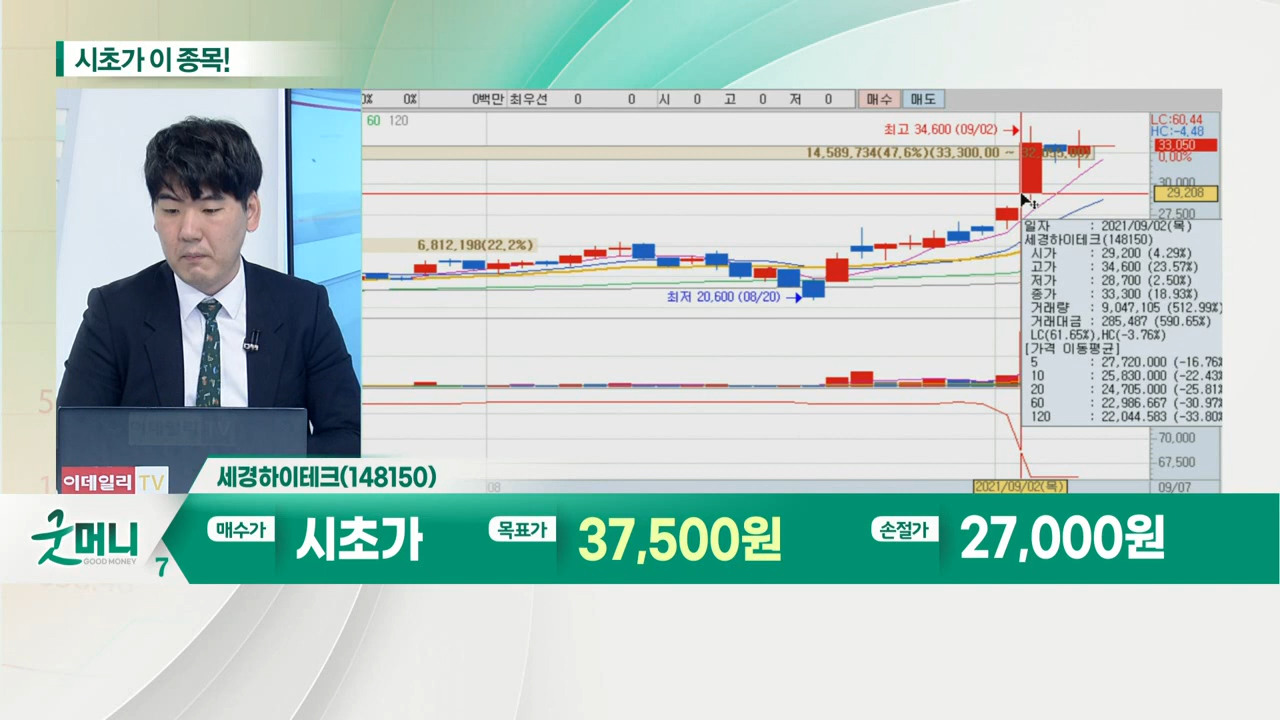 시초가 이 종목!
0% 0% 0백만 최우선 0 0 시 0 고 0 저 0 매수 매도
60 120
최고 34,600 (09/02)
LC:60.44
HC:-4.48
33,050
0.00%
14,589,734(47.6%)(33,300.00 ~
30,000
29,208
27,500
6,812,198(22.2%)
최저 20,600 (08/20)
일자 : 2021/09/02(목)
세경하이테크(148150)
시가 : 29,200 (4.29%)
고가 : 34,600 (23.57%)
저가 : 28,700 (2.50%)
종가 : 33,300 (18.93%)
거래량 : 9,047,105 (512.99%)
거래대금 : 285,487 (590.65%)
LC(61.65%),HC(-3.76%)
[가격 이동평균]
5 : 27,720.000 (-16.76%
10 : 25,830.000 (-22.43%
20 : 24,705.000 (-25.81%
60 : 22,986.667 (-30.97%
120 : 22,044.583 (-33.80%
70,000
67,500
08 2021/09/02(목) 09/07
이데일리 TV
이데일리TV
세경하이테크(148150)
굿머니
GOOD MONEY
7
매수가 시초가 목표가 37,500원 손절가 27,000원